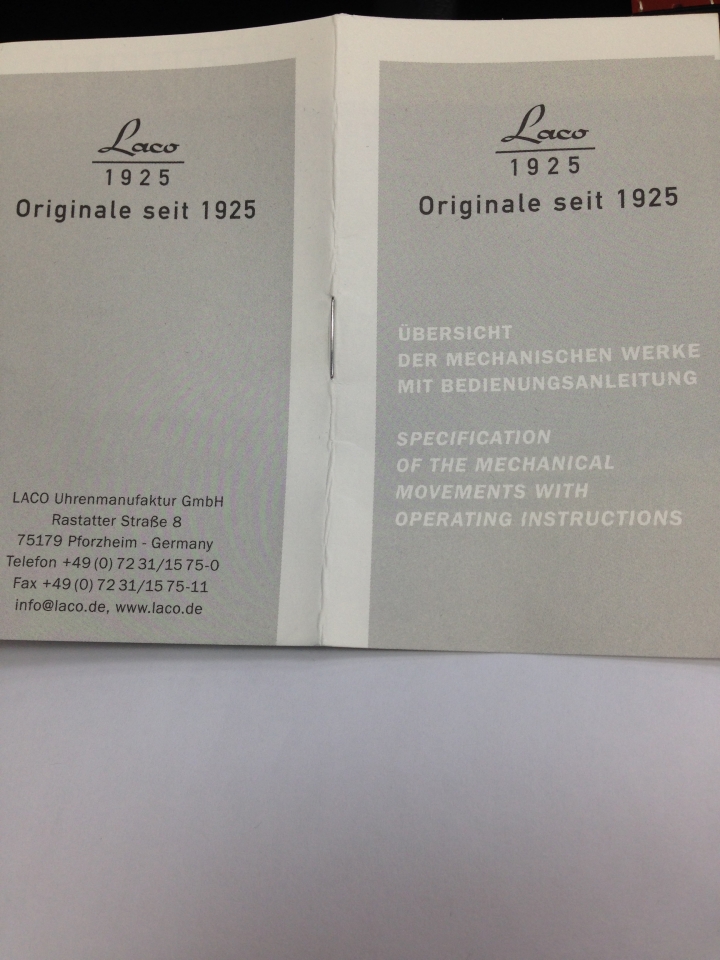 Laco
1925
Originale seit 1925
LACO Uhrenmanufaktur GmbH
Rastatter Straße 8
75179 Pforzheim - Germany
Telefon +49 (0) 72 31/15 75-0
Fax +49 (0) 72 31/15 75-11
info@laco.de, www.laco.de
Laco
1925
Originale seit 1925
ÜBERSICHT
DER MECHANISCHEN WERKE
MIT BEDIENUNGSANLEITUNG
SPECIFICATION
OF THE MECHANICAL
MOVEMENTS WITH
OPERATING INSTRUCTIONS